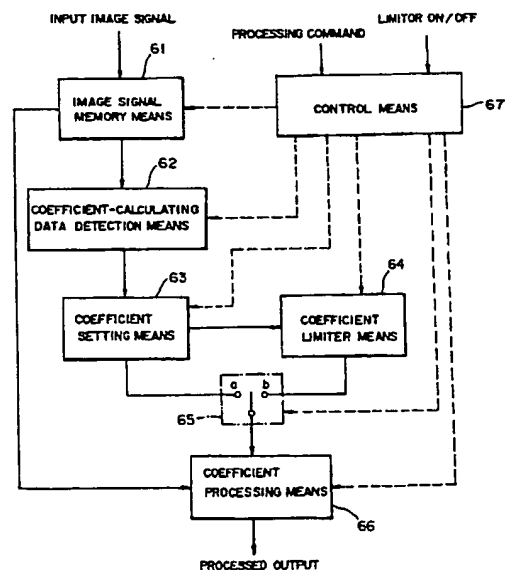 INPUT IMAGE SIGNAL
LIMITOR ON/OFF
PROCESSING COMMAND
61
IMAGE SIGNAL
MEMORY MEANS
CONTROL MEANS
67
62
COEFFICIENT-CALCULATING
DATA DETECTION MEANS
63
COEFFICIENT
SETTING MEANS
64
COEFFICIENT
LIMITER MEANS
a
b
65
COEFFICIENT
PROCESSING MEANS
66
PROCESSED OUTPUT